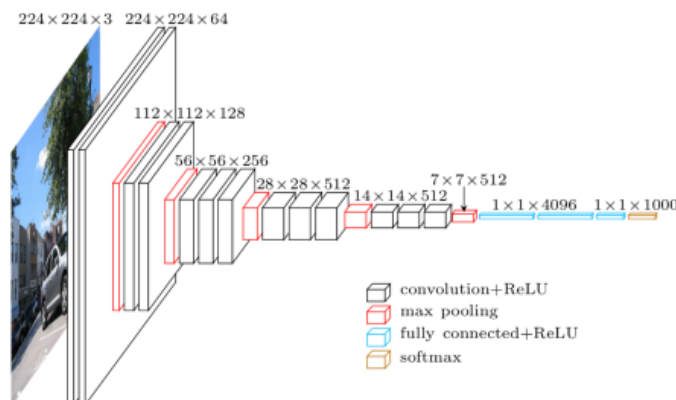 224×224×3
224×224×64
112×112×128
56×56×256
28×28×512
14×14×512
7×7×512
1×1×4096
1×1×1000
convolution+ReLU
max pooling
fully connected+ReLU
softmax